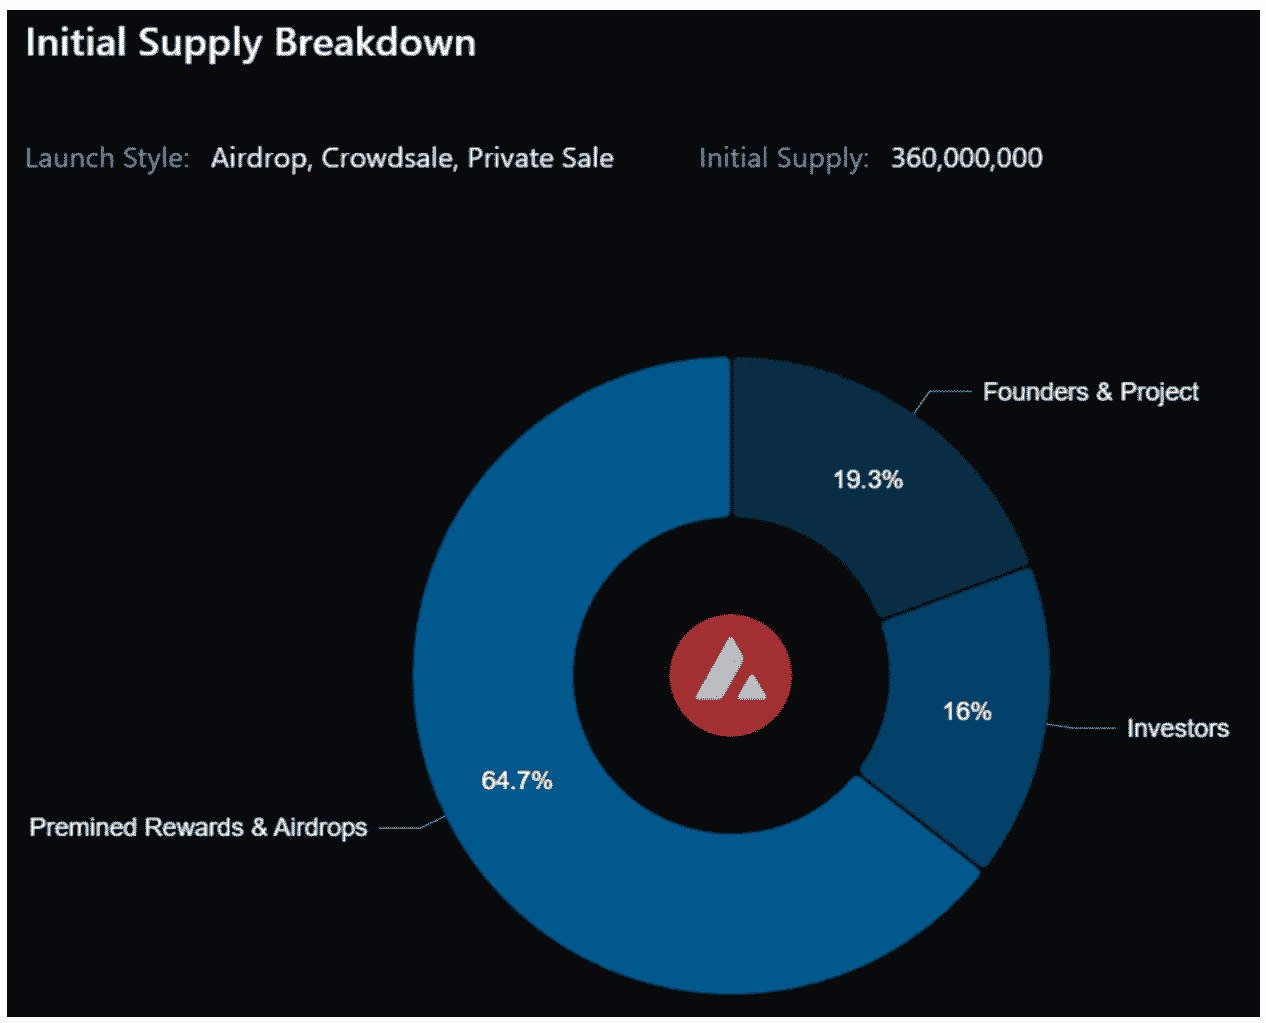 Initial Supply Breakdown
Launch Style: Airdrop, Crowdsale, Private Sale Initial Supply: 360,000,000
Founders & Project
19.3%
16%
Investors
64.7%
Premined Rewards & Airdrops